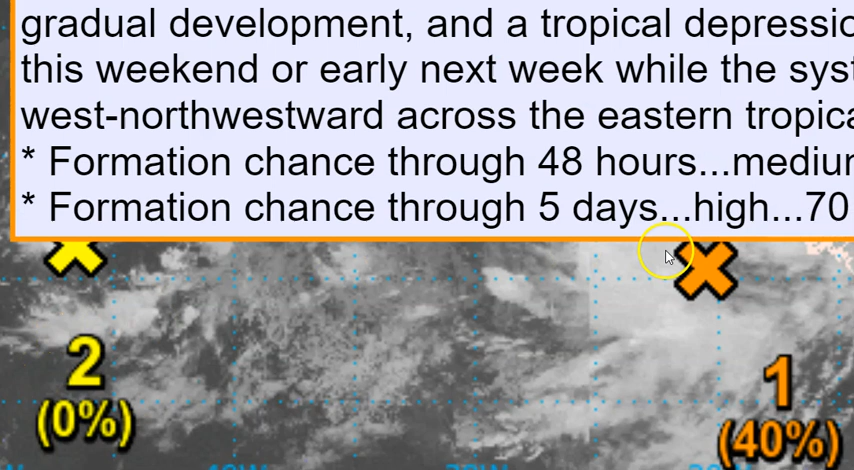 gradual development, and a tropical depressio
this weekend or early next week while the syst
west-northwestward across the eastern tropica
* Formation chance through 48 hours...medium
* Formation chance through 5 days...high...70
2
(0%)
1
(40%)